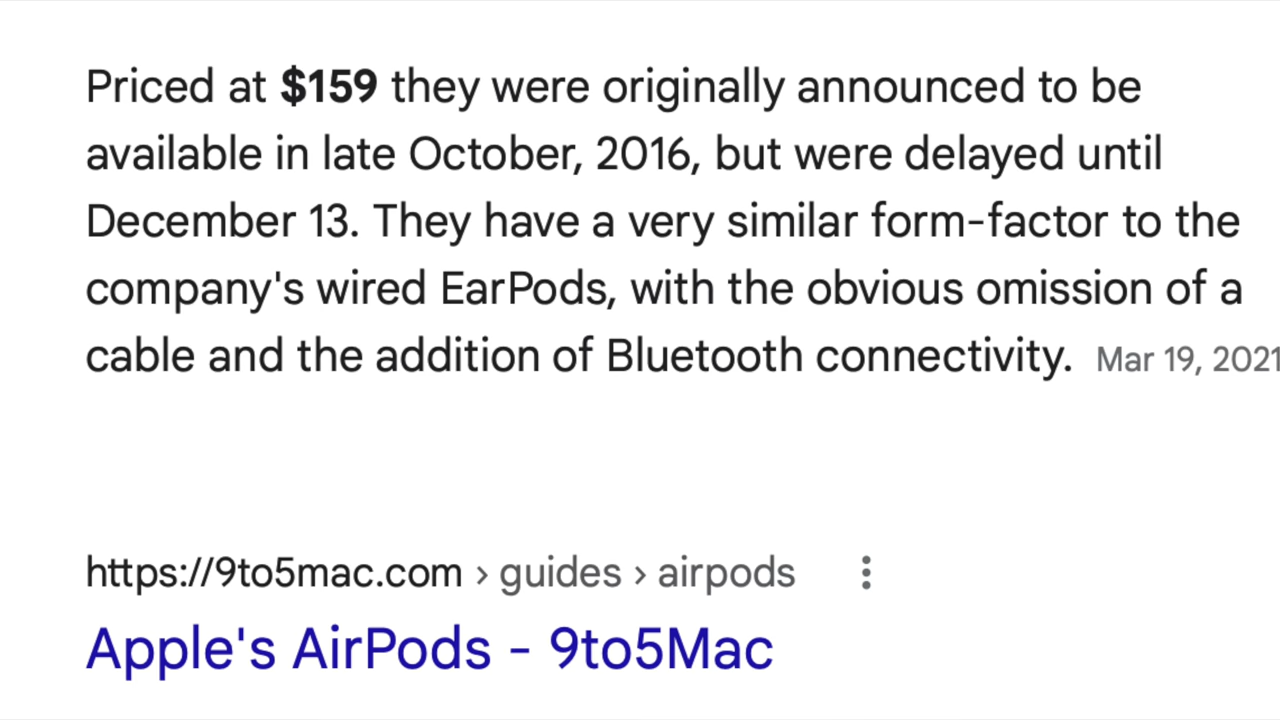 Priced at $159 they were originally announced to be
available in late October, 2016, but were delayed until
December 13. They have a very similar form-factor to the
company's wired EarPods, with the obvious omission of a
cable and the addition of Bluetooth connectivity. Mar 19, 2021
https://9to5mac.com › guides › airpods
Apple's AirPods - 9to5Mac